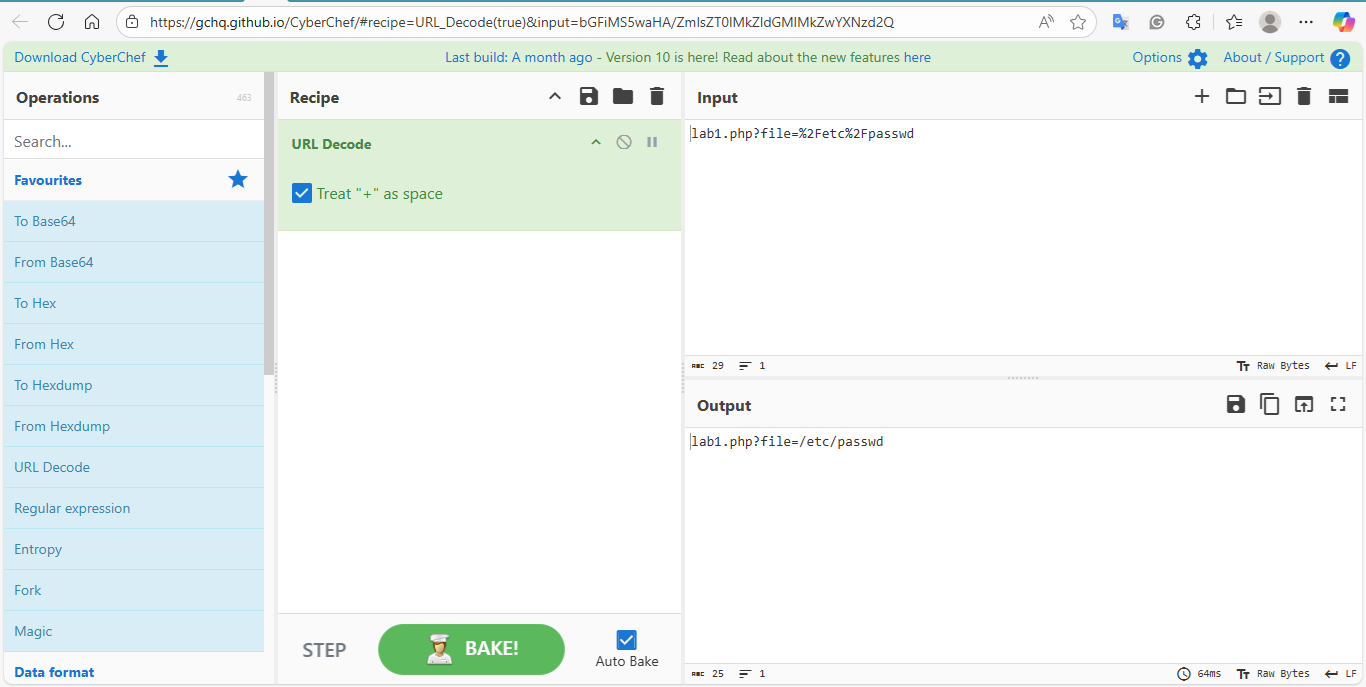 https://gchq.github.io/CyberChef/#recipe=URL_Decode(true)&input=bGFiMS5waHA/ZmlsZT0lMkZldGMlMkZwYXNzd2Q
Download CyberChef
Last build: A month ago - Version 10 is here! Read about the new features here
Options
About / Support
Operations
463
Search...
Favourites
To Base64
From Base64
To Hex
From Hex
To Hexdump
From Hexdump
URL Decode
Regular expression
Entropy
Fork
Magic
Data format
Recipe
URL Decode
Treat "+" as space
STEP
BAKE!
Auto Bake
Input
lab1.php?file=%2Fetc%2Fpasswd
29 1
Raw Bytes LF
Output
lab1.php?file=/etc/passwd
25 1
64ms Raw Bytes LF